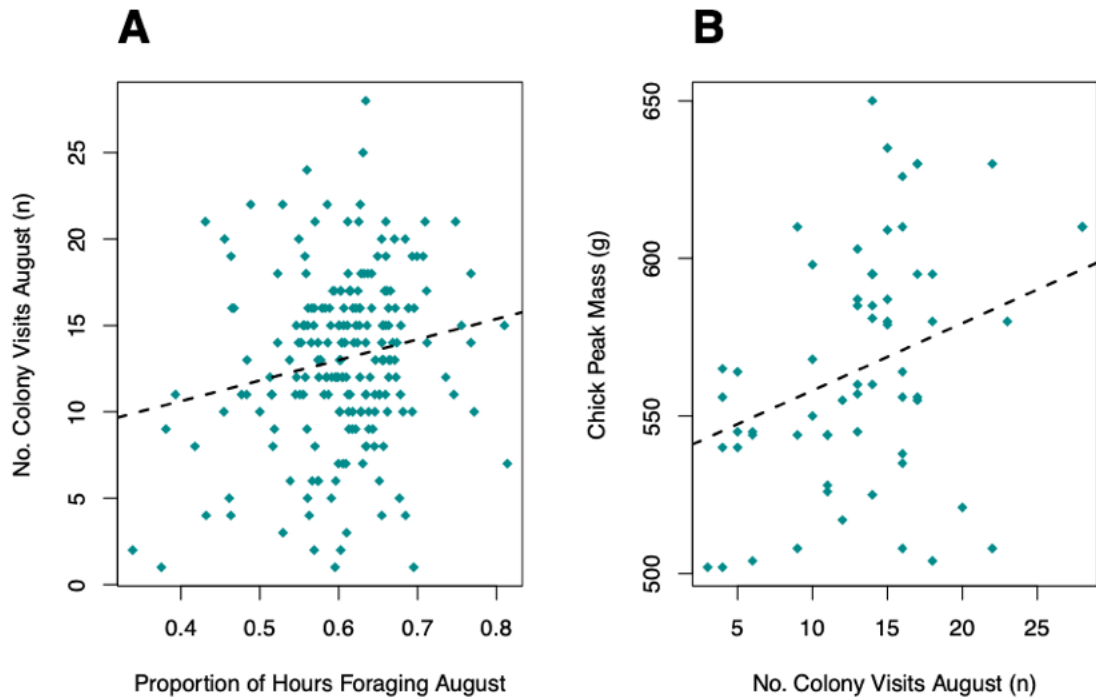 A
B
No. Colony Visits August (n)
25
20
15
10
5
0
0.4 0.5 0.6 0.7 0.8
Proportion of Hours Foraging August
Chick Peak Mass (g)
650
600
550
500
5 10 15 20 25
No. Colony Visits August (n)